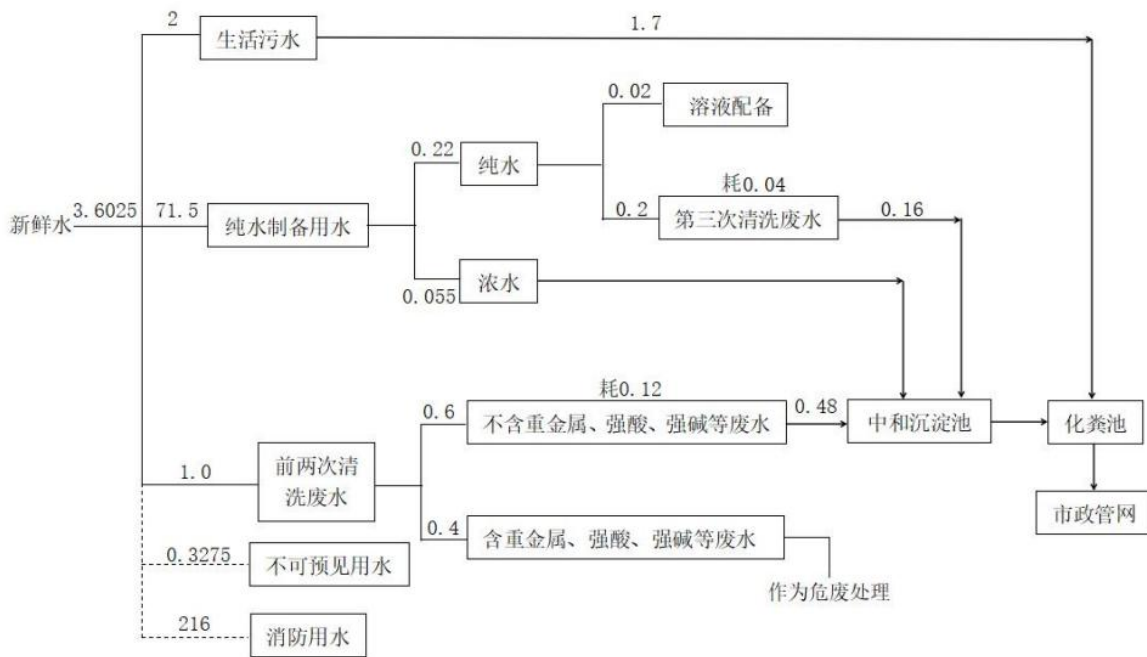 2
生活污水
1.7
0.02
溶液配备
0.22
纯水
耗0.04
新鲜水
3.6025
71.5
纯水制备用水
0.2
第三次清洗废水
0.16
浓水
0.055
耗0.12
0.6
不含重金属、强酸、强碱等废水
0.48
中和沉淀池
化粪池
1.0
前两次清
洗废水
市政管网
0.4
含重金属、强酸、强碱等废水
0.3275
不可预见用水
作为危废处理
216
消防用水